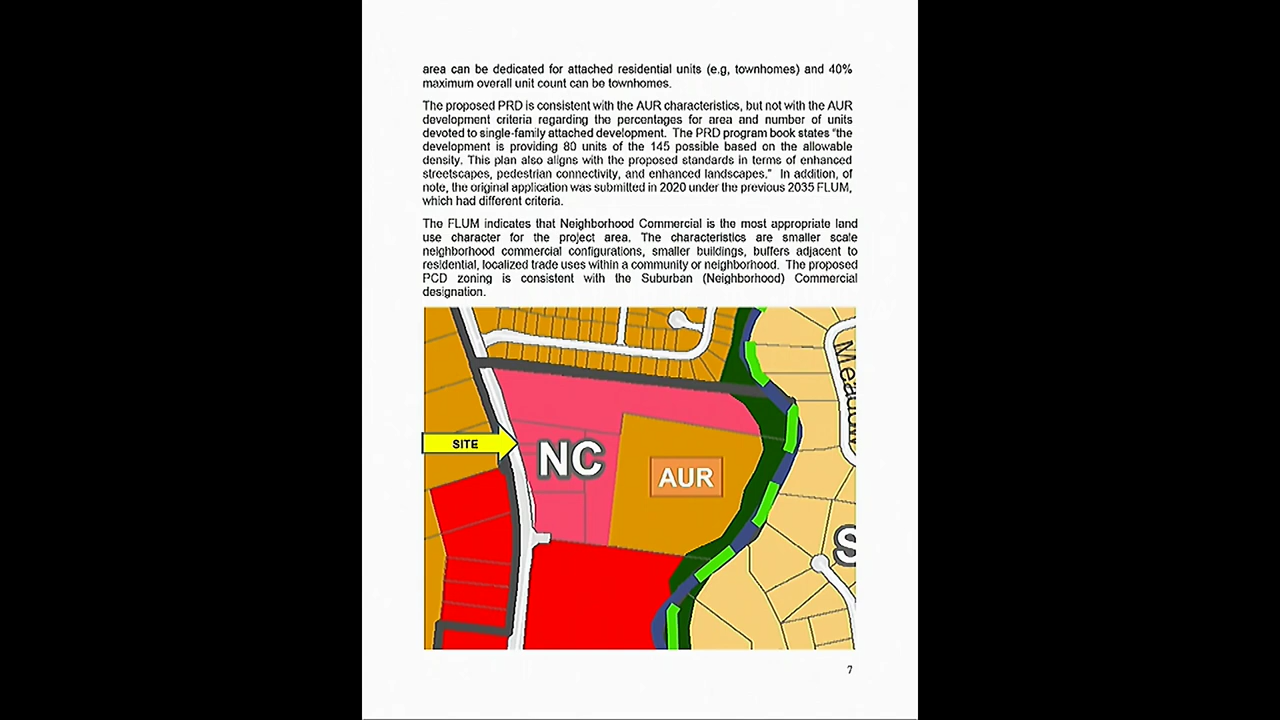 area can be dedicated for attached residential units (e.g, townhomes) and 40%
maximum overall unit count can be townhomes.
The proposed PRD is consistent with the AUR characteristics, but not with the AUR
development criteria regarding the percentages for area and number of units
devoted to single-family attached development. The PRD program book states "the
development is providing 80 units of the 145 possible based on the allowable
density. This plan also aligns with the proposed standards in terms of enhanced
streetscapes, pedestrian connectivity, and enhanced landscapes." In addition, of
note, the original application was submitted in 2020 under the previous 2035 FLUM,
which had different criteria.
The FLUM indicates that Neighborhood Commercial is the most appropriate land
use character for the project area. The characteristics are smaller scale
neighborhood commercial configurations, smaller buildings, buffers adjacent to
residential, localized trade uses within a community or neighborhood. The proposed
PCD zoning is consistent with the Suburban (Neighborhood) Commercial
designation.
SITE
NC
AUR
S
7